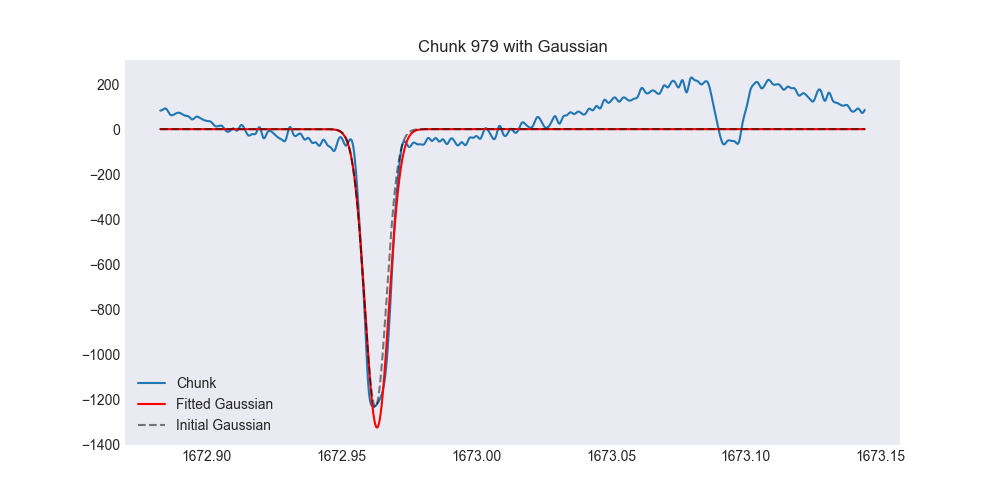 Chunk 979 with Gaussian
200
0
−200
−400
−600
−800
−1000
−1200
−1400
Chunk
Fitted Gaussian
Initial Gaussian
1672.90 1672.95 1673.00 1673.05 1673.10 1673.15